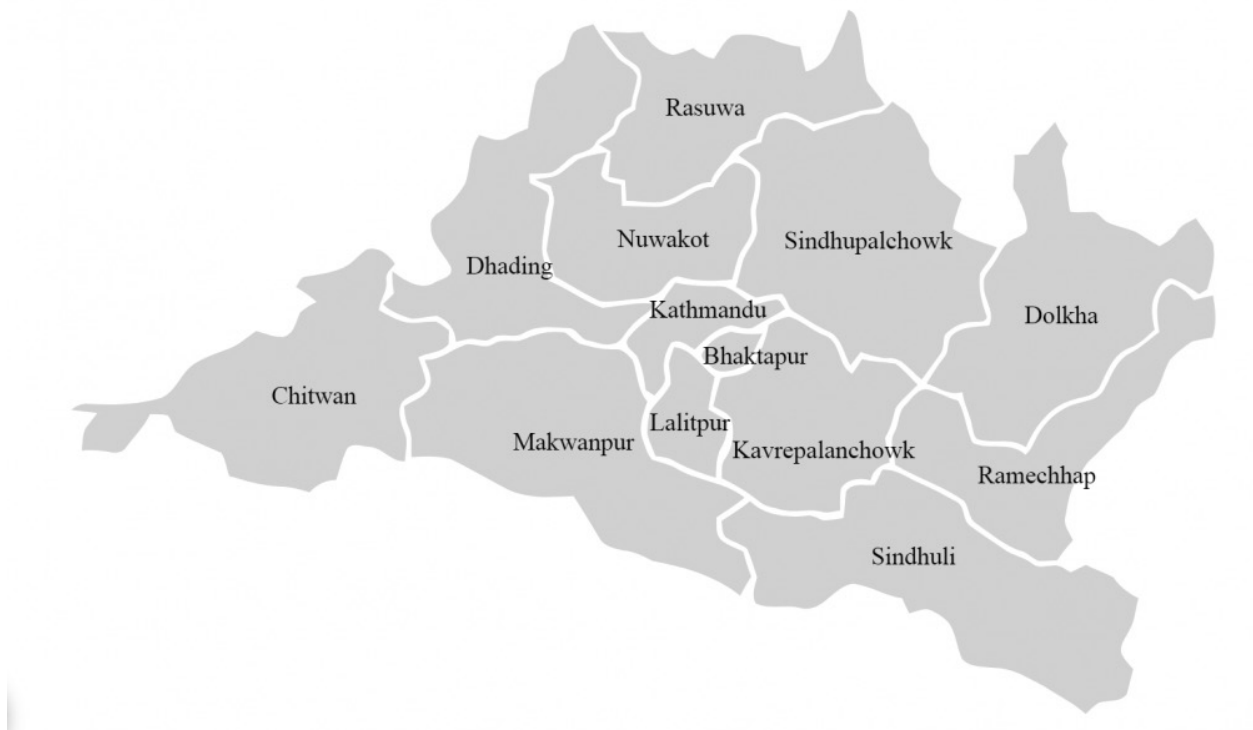 Rasuwa
Nuwakot
Sindhupalchowk
Dhading
Kathmandu
Dolkha
Bhaktapur
Chitwan
Lalitpur
Makwanpur
Kavrepalanchowk
Ramechhap
Sindhuli